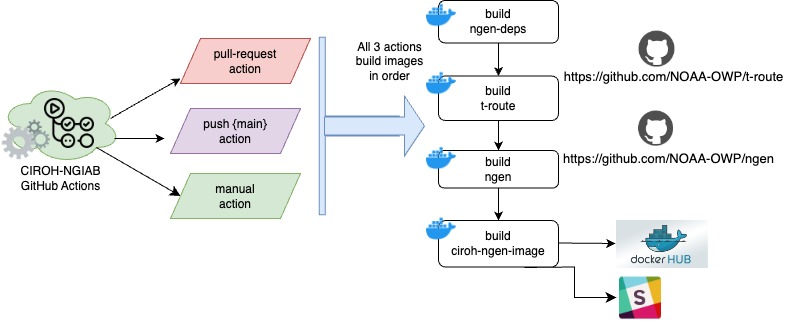 CIROH-NGIAB
GitHub Actions
pull-request
action
push {main}
action
manual
action
All 3 actions
build images
in order
build
ngen-deps
build
t-route
build
ngen
build
ciroh-ngen-image
https://github.com/NOAA-OWP/t-route
https://github.com/NOAA-OWP/ngen
docker HUB
S